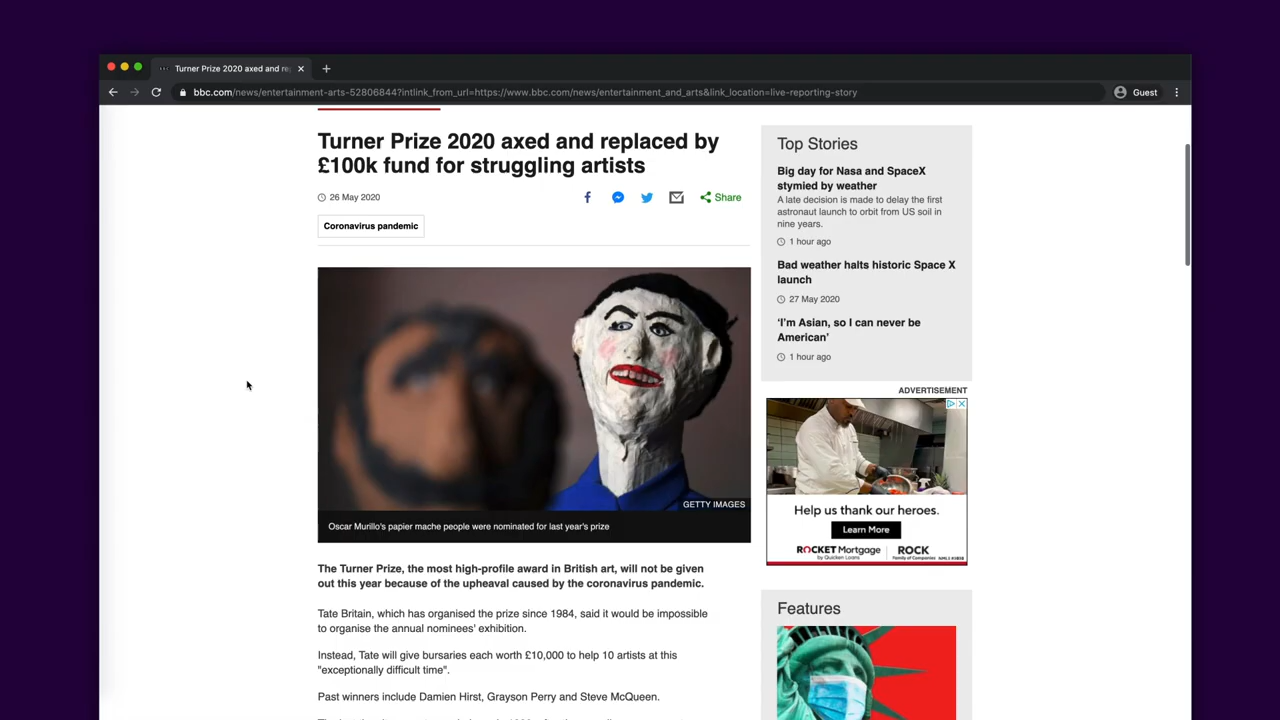 Turner Prize 2020 axed and re
bbc.com/news/entertainment-arts-52806844?intlink_from_url=https://www.bbc.com/news/entertainment_and_arts&link_location=live-reporting-story
Guest
Turner Prize 2020 axed and replaced by
£100k fund for struggling artists
26 May 2020
Share
Coronavirus pandemic
GETTY IMAGES
Oscar Murillo's papier mache people were nominated for last year's prize
The Turner Prize, the most high-profile award in British art, will not be given
out this year because of the upheaval caused by the coronavirus pandemic.
Tate Britain, which has organised the prize since 1984, said it would be impossible
to organise the annual nominees' exhibition.
Instead, Tate will give bursaries each worth £10,000 to help 10 artists at this
"exceptionally difficult time".
Past winners include Damien Hirst, Grayson Perry and Steve McQueen.
Top Stories
Big day for Nasa and SpaceX
stymied by weather
A late decision is made to delay the first
astronaut launch to orbit from US soil in
nine years.
1 hour ago
Bad weather halts historic Space X
launch
27 May 2020
‘I’m Asian, so I can never be
American’
1 hour ago
ADVERTISEMENT
Help us thank our heroes.
Learn More
ROCKET Mortgage
by Quicken Loans
ROCK
Family of Companies
Features